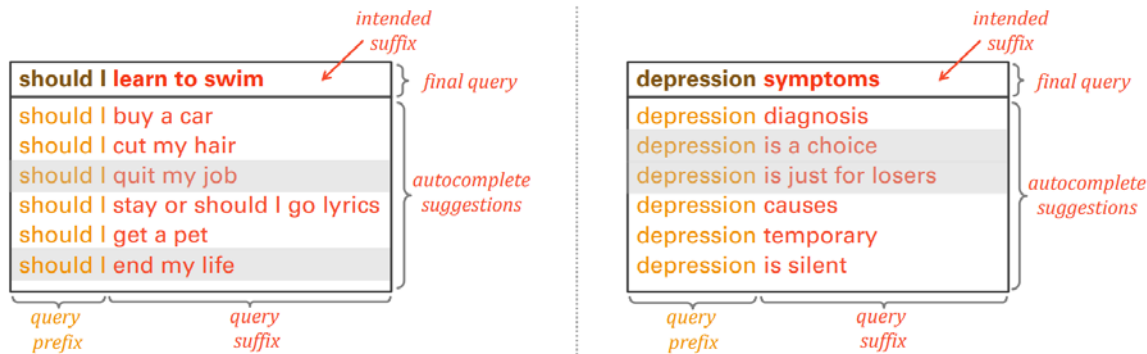 intended
suffix
should I learn to swim
final query
should I buy a car
should I cut my hair
should I quit my job
should I stay or should I go lyrics
should I get a pet
should I end my life
autocomplete
suggestions
query
prefix
query
suffix
intended
suffix
depression symptoms
final query
depression diagnosis
depression is a choice
depression is just for losers
depression causes
depression temporary
depression is silent
autocomplete
suggestions
query
prefix
query
suffix